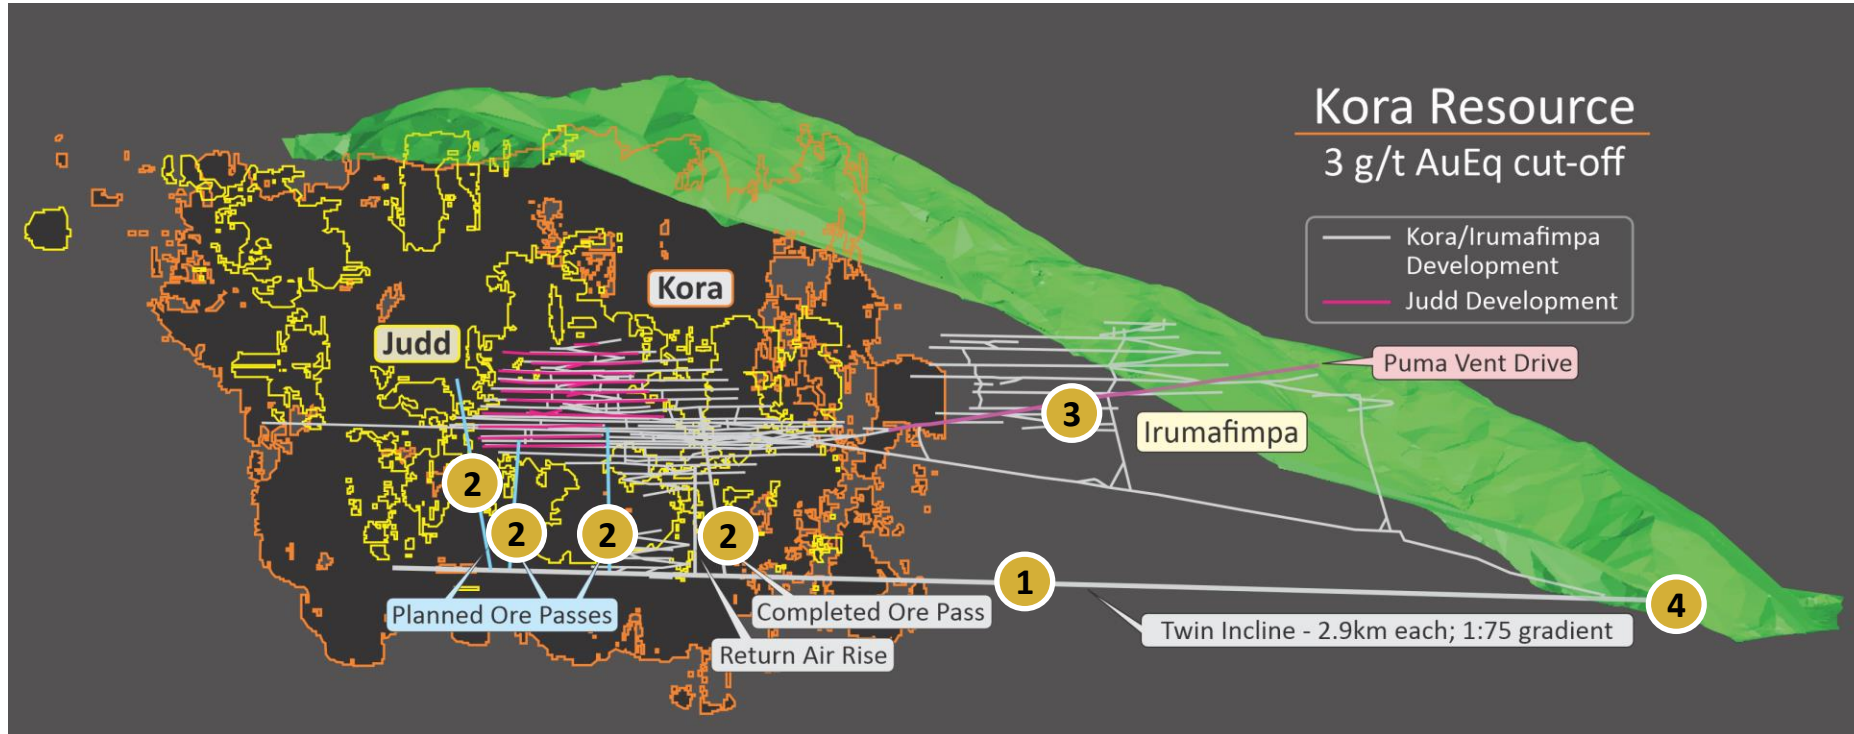 Kora Resource
3 g/t AuEq cut-off
Kora/Irumafimpa
Development
Judd Development
Kora
Judd
Puma Vent Drive
3
Irumafimpa
2
2
2
2
1
4
Planned Ore Passes
Completed Ore Pass
Twin Incline - 2.9km each; 1:75 gradient
Return Air Rise